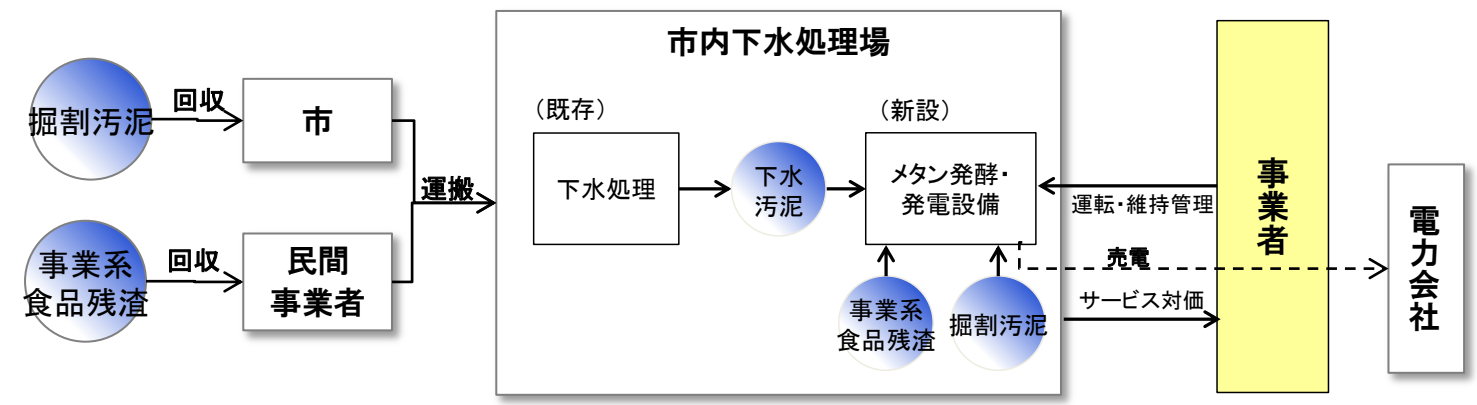 市内下水処理場
掘割汚泥
回収
市
運搬
事業系
食品残渣
回収
民間
事業者
（既存）
下水処理
下水
汚泥
（新設）
メタン発酵・
発電設備
事業系
食品残渣
掘割汚泥
運転・維持管理
売電
サービス対価
事業者
電力会社